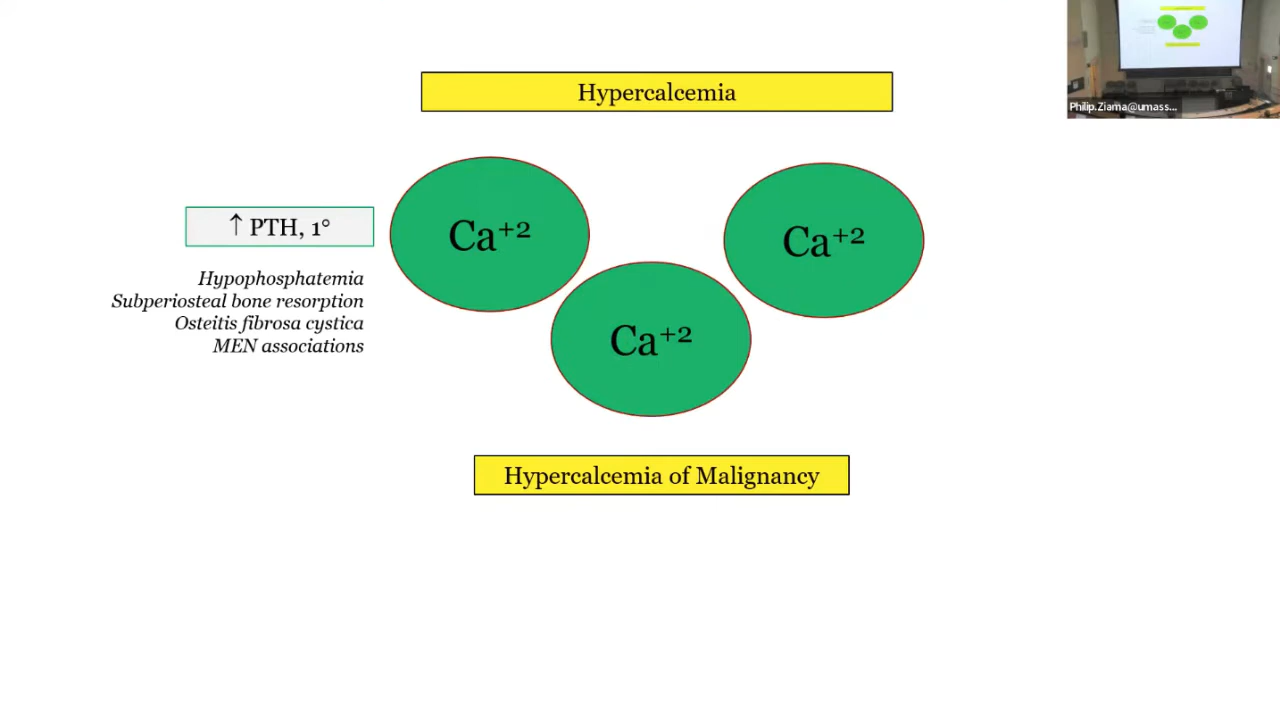 Hypercalcemia
Philip.Ziama@umass...
↑ PTH, 1°
Ca⁺²
Ca⁺²
Hypophosphatemia
Subperiosteal bone resorption
Osteitis fibrosa cystica
MEN associations
Ca⁺²
Hypercalcemia of Malignancy